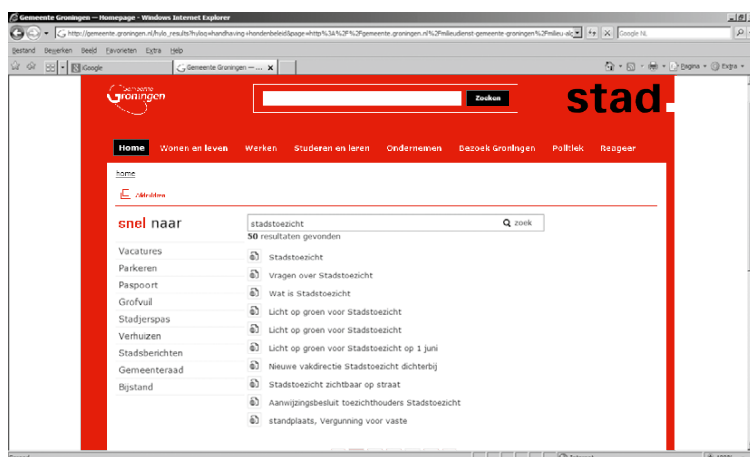 Gemeente Groningen — Homepage - Windows Internet Explorer
Google NL
Bestand Bewerken Beeld Favorieten Extra Help
Google
Gemeente Groningen — ...
Pagina Extra
Gemeente
Groningen
Zoeken
stad
Home Wonen en leven Werken Studeren en leren Ondernemen Bezoek Groningen Politiek Reageer
home
Afdrukken
snel naar
stadstoezicht
zoek
50 resultaten gevonden
Vacatures
Parkeren
Paspoort
Grofvuil
Stadjerspas
Verhuizen
Stadsberichten
Gemeenteraad
Bijstand
Stadstoezicht
Vragen over Stadstoezicht
Wat is Stadstoezicht
Licht op groen voor Stadstoezicht
Licht op groen voor Stadstoezicht
Licht op groen voor Stadstoezicht op 1 juni
Nieuwe vakdirectie Stadstoezicht dichterbij
Stadstoezicht zichtbaar op straat
Aanwijzingsbesluit toezichthouders Stadstoezicht
standplaats, Vergunning voor vaste